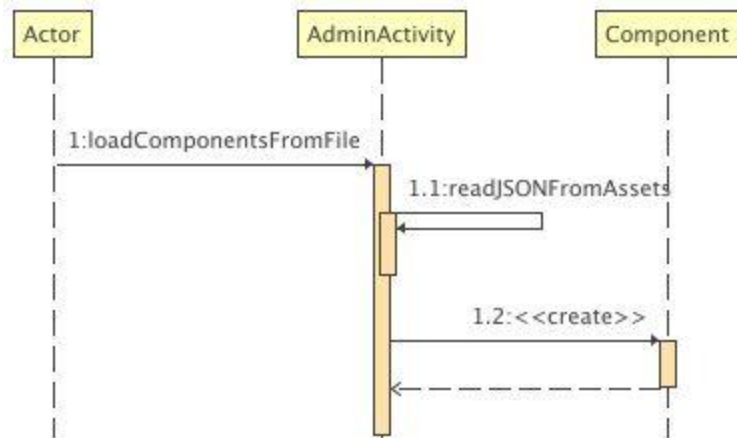 Actor
AdminActivity
Component
1:loadComponentsFromFile
1.1:readJSONFromAssets
1.2:<<create>>